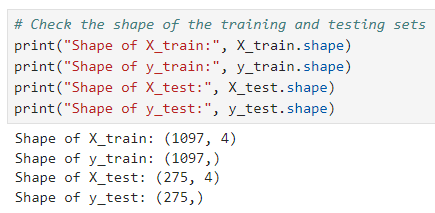 # Check the shape of the training and testing sets
print("Shape of X_train:", X_train.shape)
print("Shape of y_train:", y_train.shape)
print("Shape of X_test:", X_test.shape)
print("Shape of y_test:", y_test.shape)
Shape of X_train: (1097, 4)
Shape of y_train: (1097,)
Shape of X_test: (275, 4)
Shape of y_test: (275,)